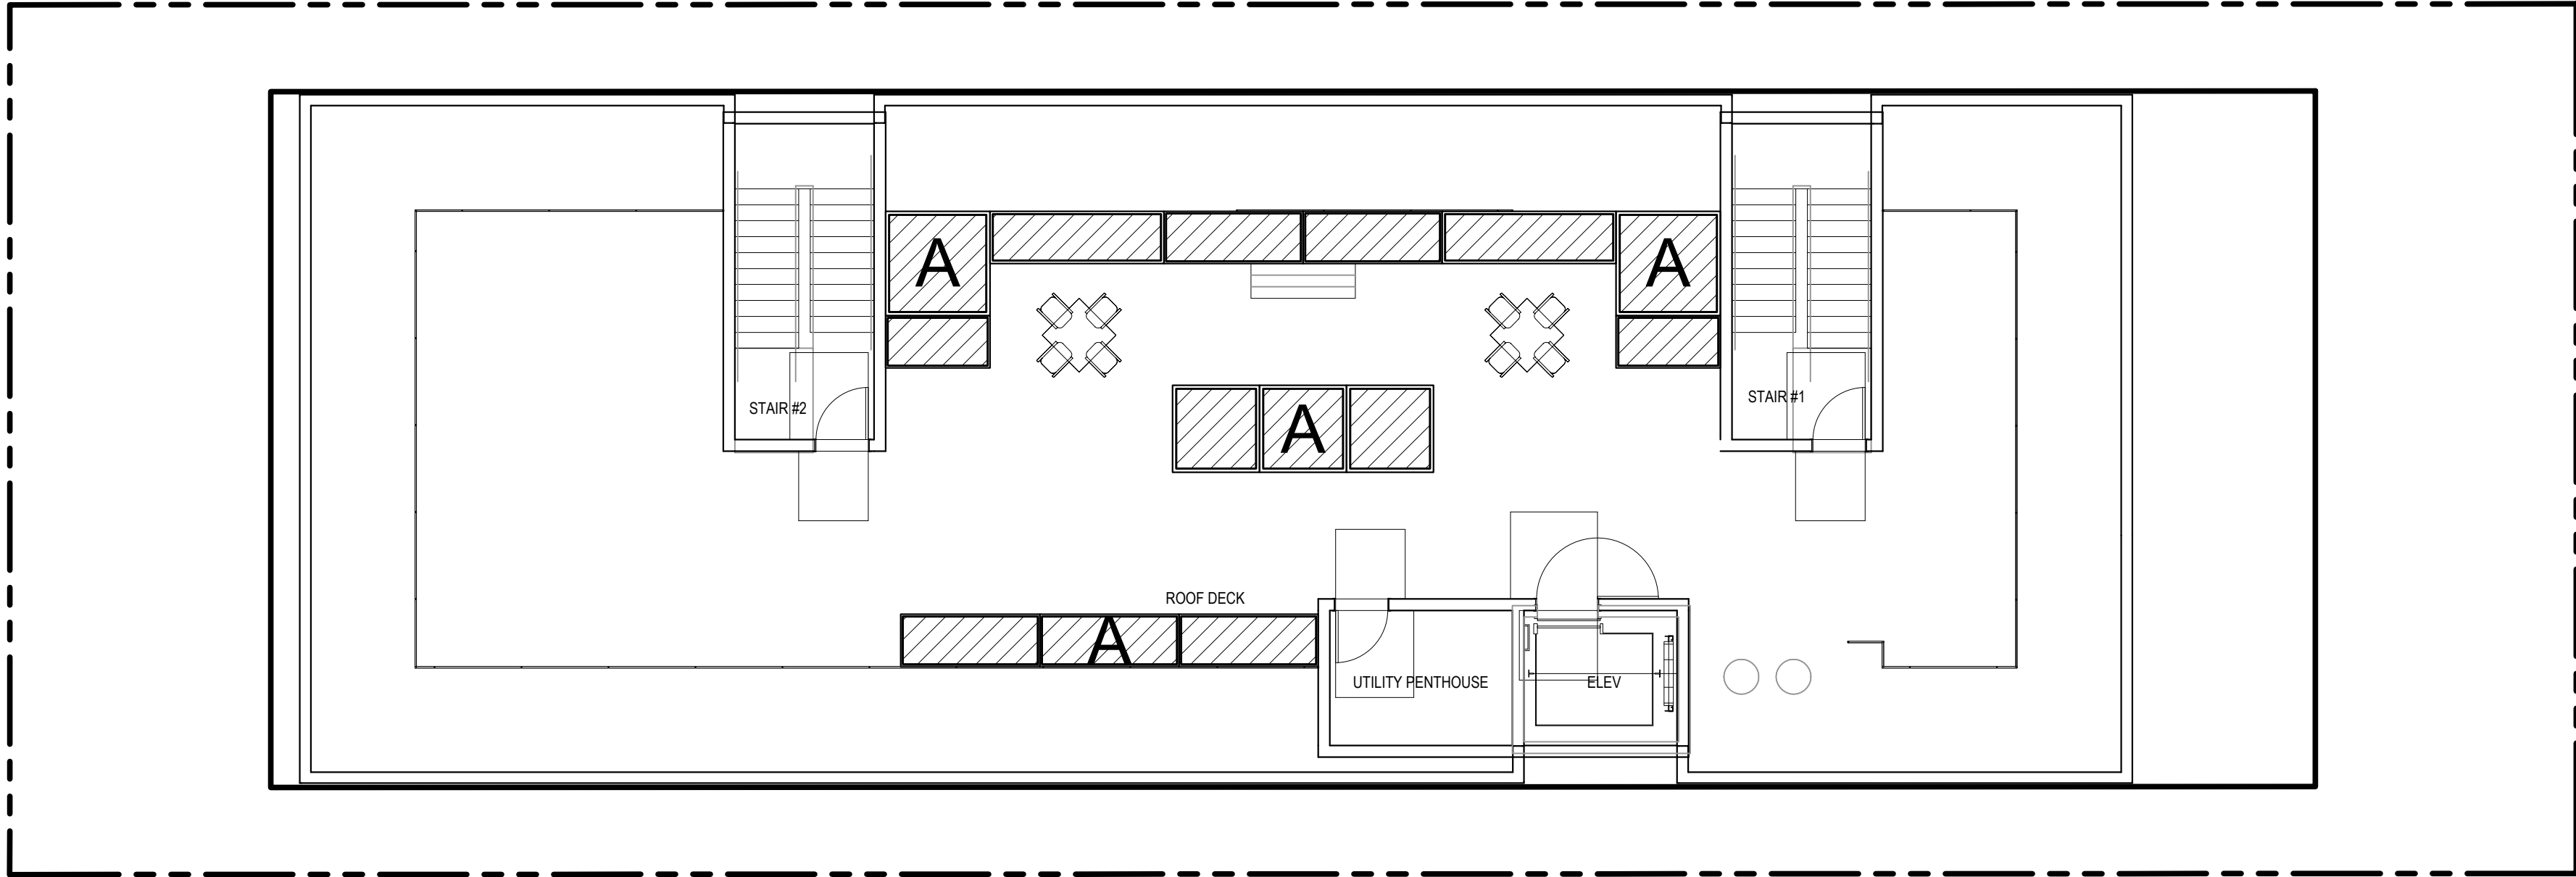 A
A
STAIR #2
STAIR #1
A
ROOF DECK
A
UTILITY PENTHOUSE
ELEV